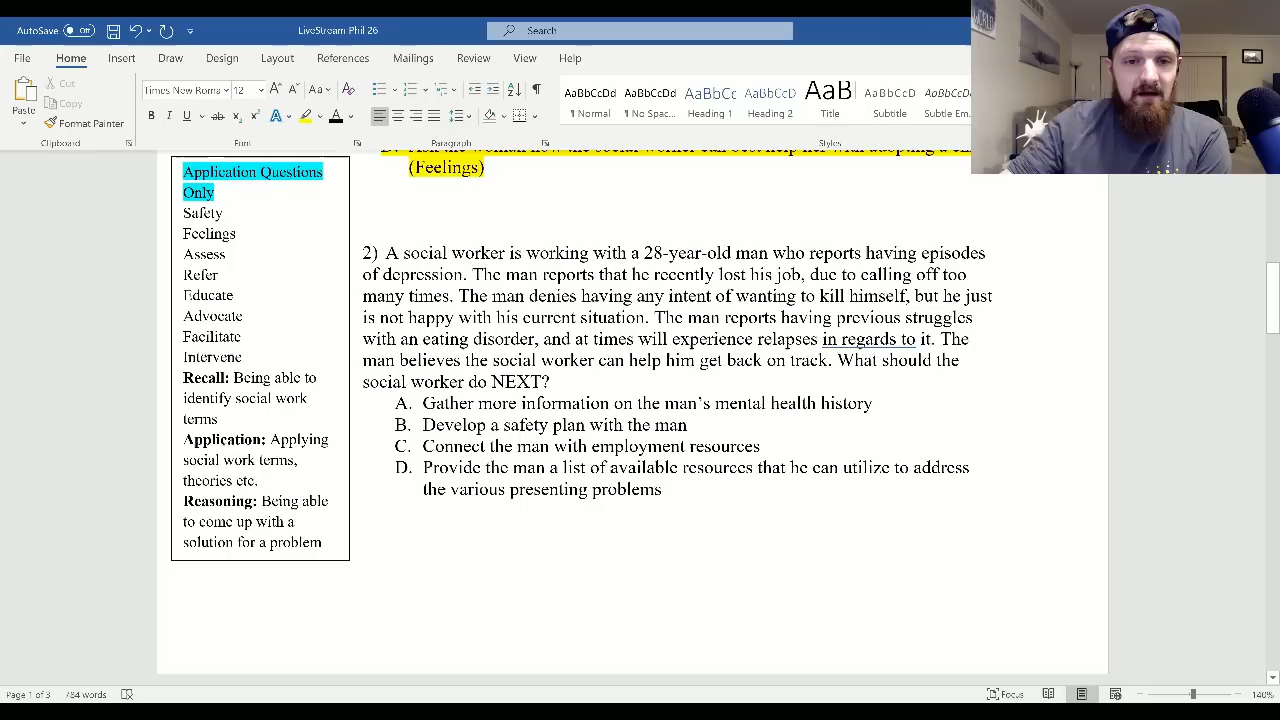 AutoSave Off LiveStream Phil 26 Search
File Home Insert Draw Design Layout References Mailings Review View Help
Paste Cut Copy Format Painter
Times New Roma 12 Aa
B I U ab x₂ x² A A
AaBbCcDd AaBbCcDd AaBbCc AaBbCcDd AaB AaBbCcD
¶ Normal ¶ No Spac... Heading 1 Heading 2 Title Subtitle Subtle Em...
Clipboard Font Paragraph Styles
(Feelings)
Application Questions
Only
Safety
Feelings
Assess
Refer
Educate
Advocate
Facilitate
Intervene
Recall: Being able to
identify social work
terms
Application: Applying
social work terms,
theories etc.
Reasoning: Being able
to come up with a
solution for a problem
2) A social worker is working with a 28-year-old man who reports having episodes
of depression. The man reports that he recently lost his job, due to calling off too
many times. The man denies having any intent of wanting to kill himself, but he just
is not happy with his current situation. The man reports having previous struggles
with an eating disorder, and at times will experience relapses in regards to it. The
man believes the social worker can help him get back on track. What should the
social worker do NEXT?
A. Gather more information on the man's mental health history
B. Develop a safety plan with the man
C. Connect the man with employment resources
D. Provide the man a list of available resources that he can utilize to address
the various presenting problems
Page 1 of 3 784 words Focus 140%